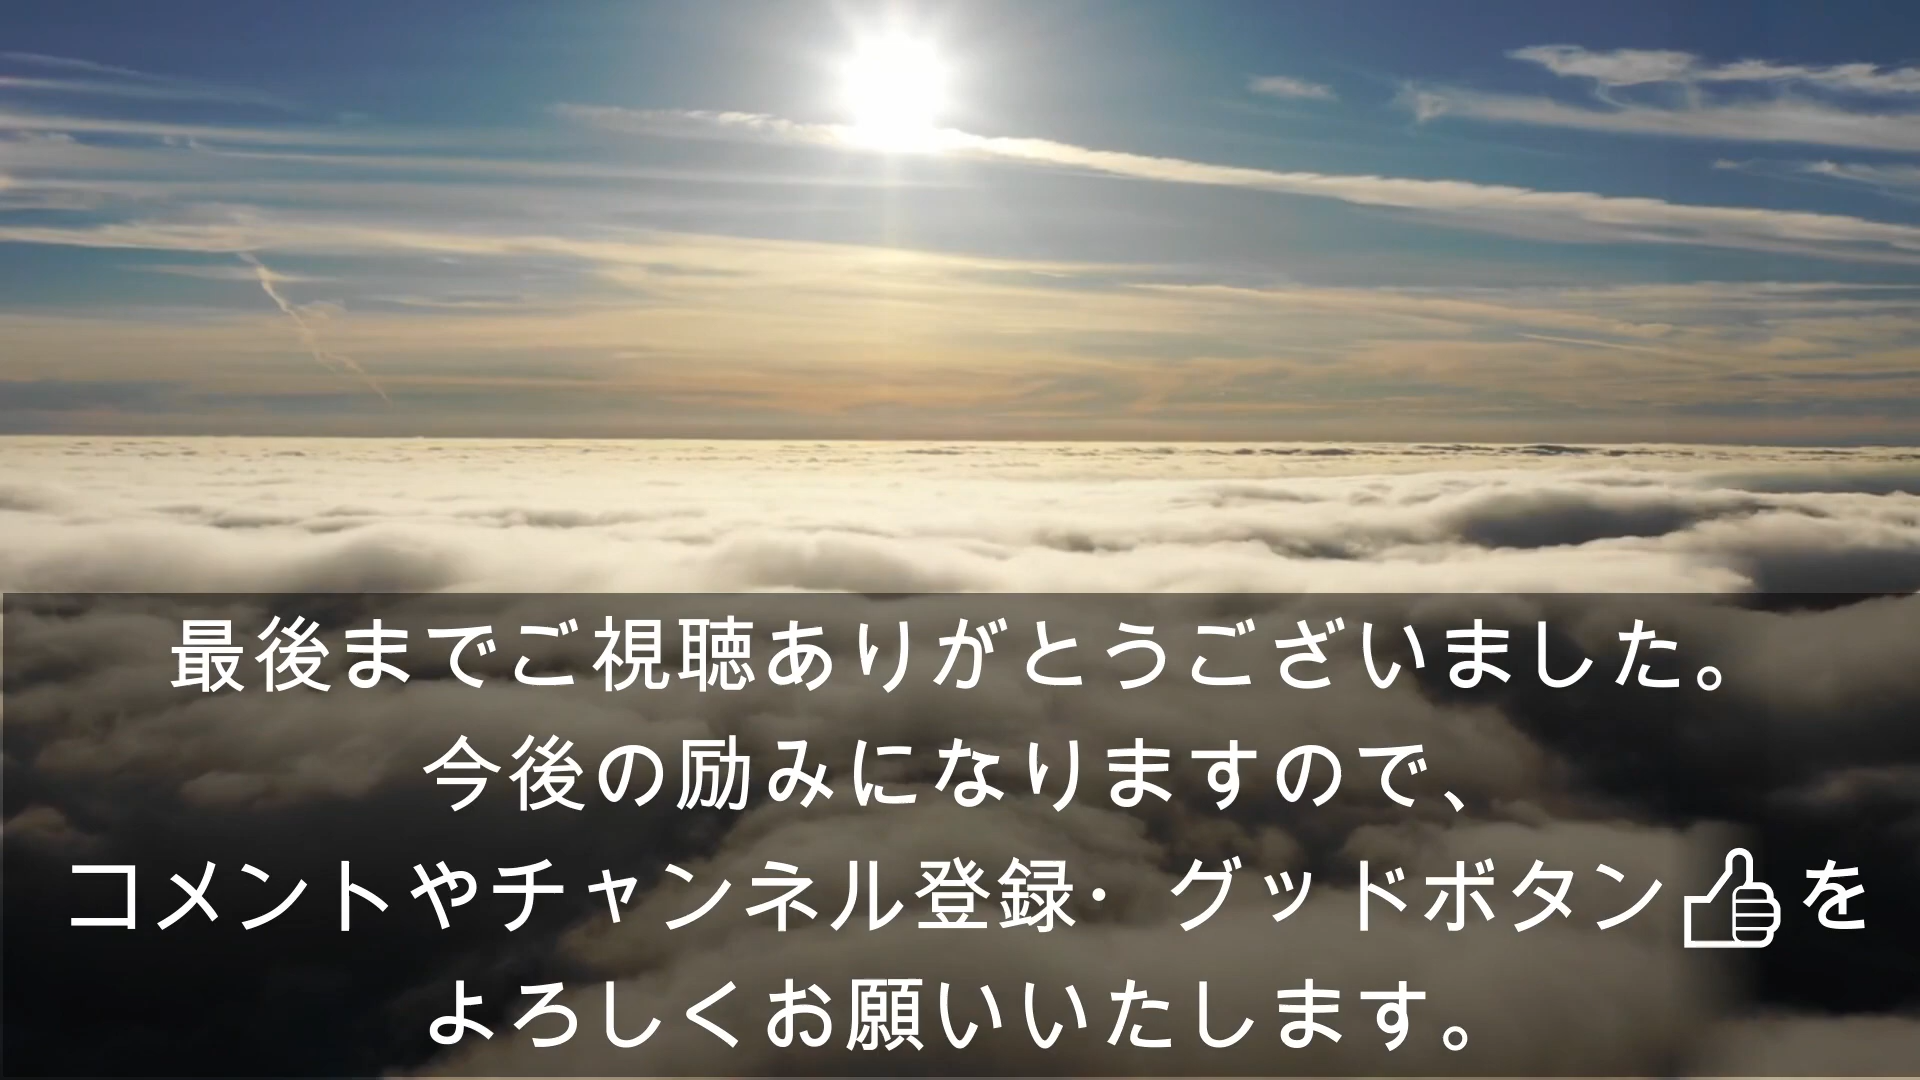 最後までご視聴ありがとうございました。
今後の励みになりますので、
コメントやチャンネル登録・グッドボタン👍を
よろしくお願いいたします。